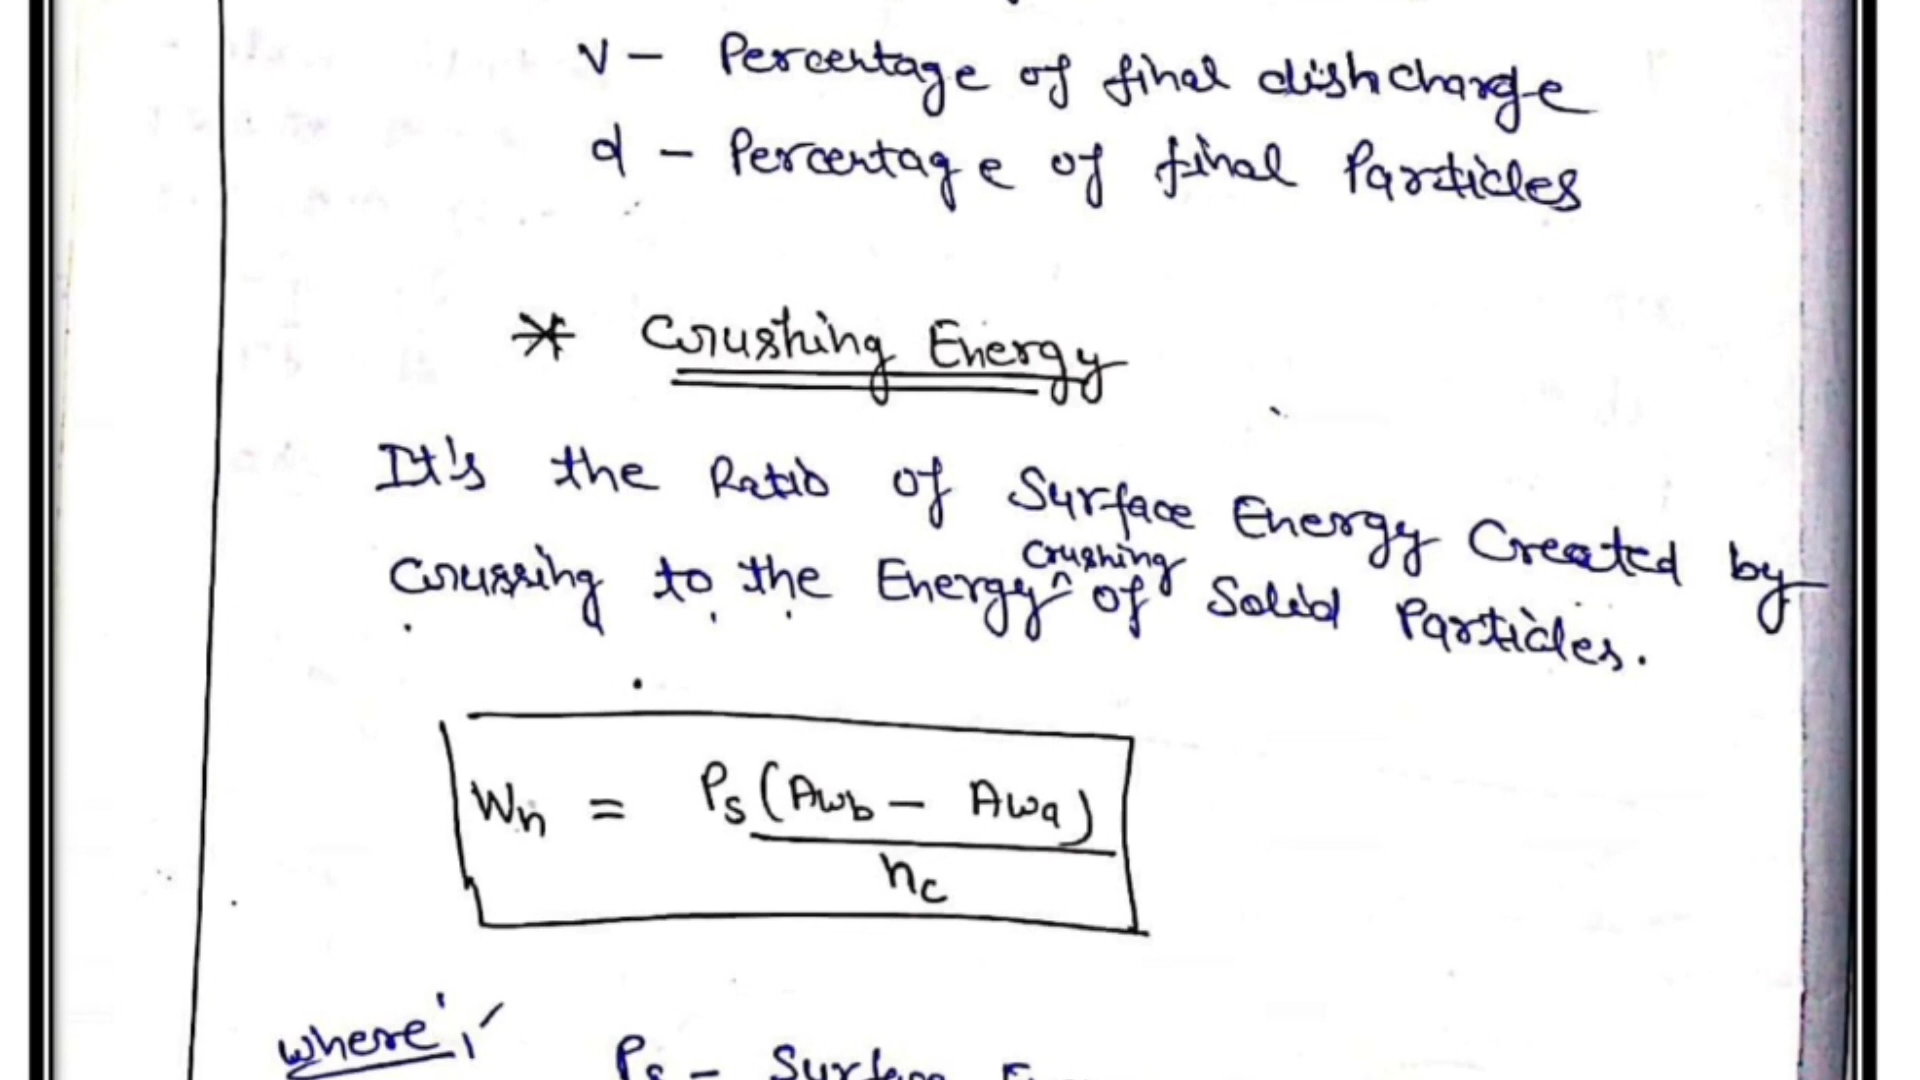 V - Percentage of final dishcharge
d - Percentage of final Particles
* Crushing Energy
It's the Ratio of Surface Energy Created by
crushing
Crussing to the Energy ^ of Solid Particles.
Wn = Ps (Awb - Awa)
nc
where',
Ps - Surface